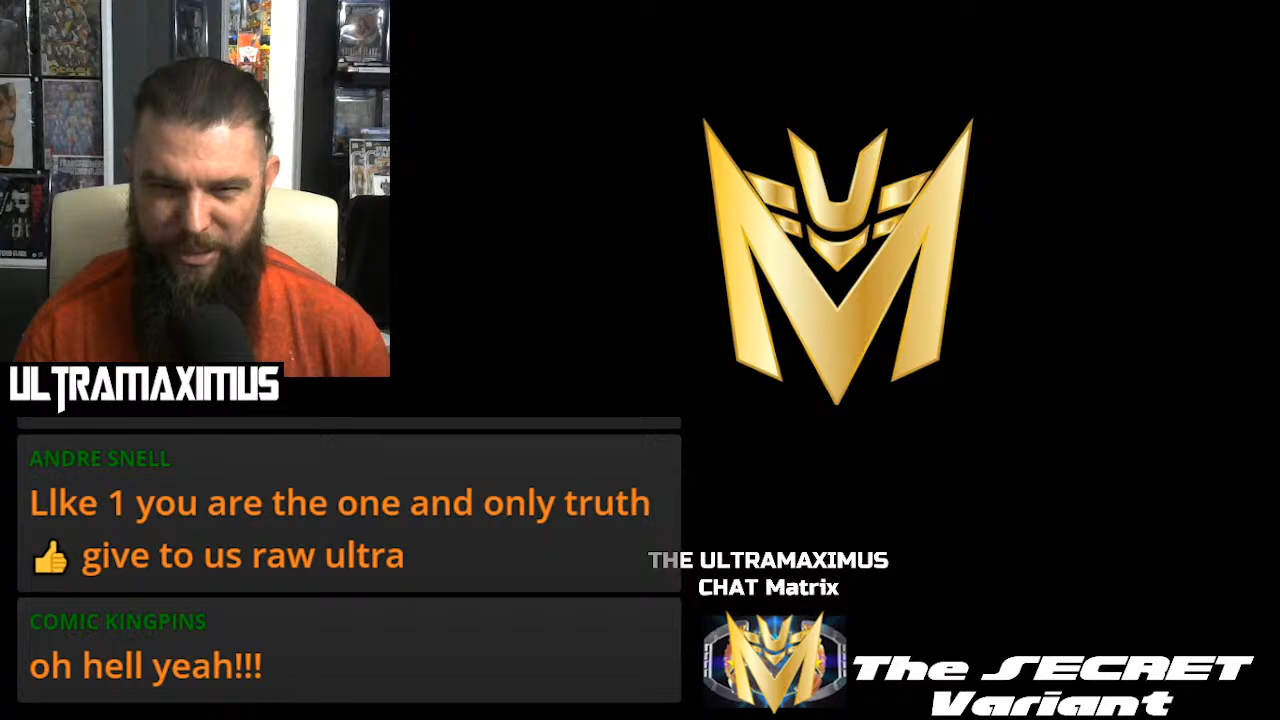 ULTRAMAXIMUS
ANDRE SNELL
Llke 1 you are the one and only truth
👍 give to us raw ultra
COMIC KINGPINS
oh hell yeah!!!
THE ULTRAMAXIMUS
CHAT Matrix
The SECRET
Variant